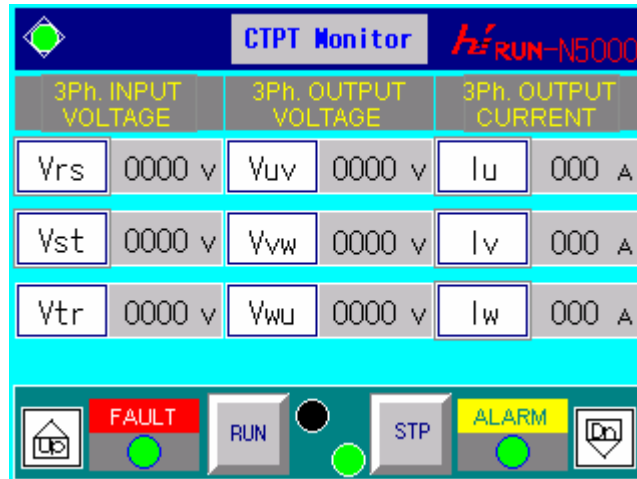 CTPT Monitor
hi RUN-N5000
3Ph. INPUT VOLTAGE
3Ph. OUTPUT VOLTAGE
3Ph. OUTPUT CURRENT
Vrs 0000 V Vuv 0000 V Iu 000 A
Vst 0000 V Vvw 0000 V Iv 000 A
Vtr 0000 V Vwu 0000 V Iw 000 A
UP FAULT RUN STP ALARM Dn